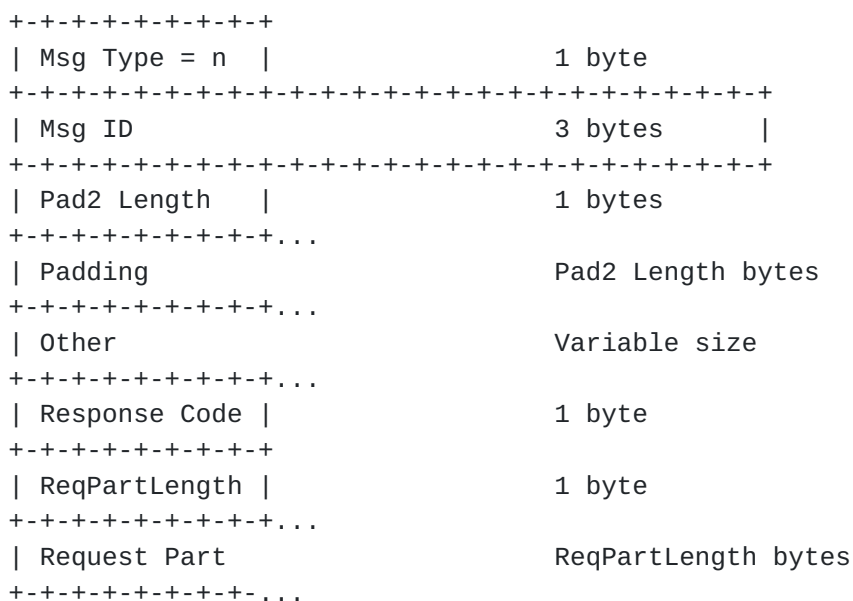 +-+-+-+-+-+-+-+-+
| Msg Type = n  |                  1 byte
+-+-+-+-+-+-+-+-+-+-+-+-+-+-+-+-+-+-+-+-+-+-+-+-+
| Msg ID                           3 bytes      |
+-+-+-+-+-+-+-+-+-+-+-+-+-+-+-+-+-+-+-+-+-+-+-+-+
| Pad2 Length   |                  1 bytes
+-+-+-+-+-+-+-+-+...
| Padding                          Pad2 Length bytes
+-+-+-+-+-+-+-+-+...
| Other                            Variable size
+-+-+-+-+-+-+-+-+...
| Response Code |                  1 byte
+-+-+-+-+-+-+-+-+
| ReqPartLength |                  1 byte
+-+-+-+-+-+-+-+-+...
| Request Part                     ReqPartLength bytes
+-+-+-+-+-+-+-+-...